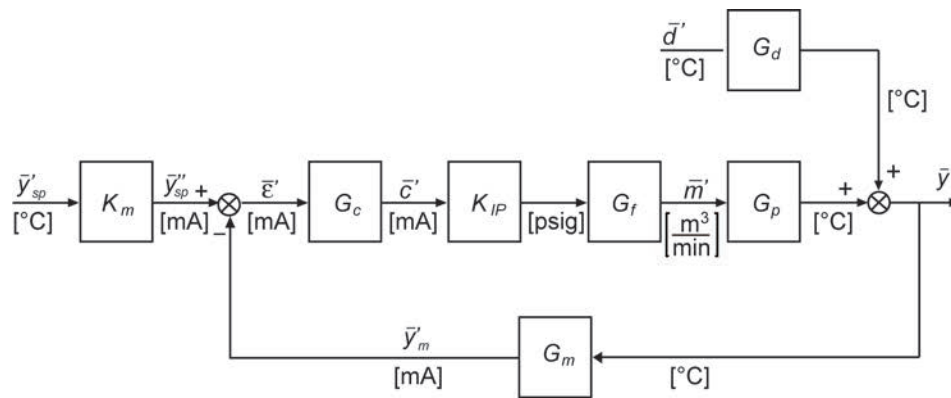 d̄' G_d
[°C]
[°C]
+
ȳ'_sp K_m ȳ''_sp + ε̄' G_c c̄' K_IP G_f m̄' G_p + ȳ
[°C] [mA] − [mA] [mA] [psig] [m³/min] [°C]
ȳ'_m G_m
[mA] [°C]